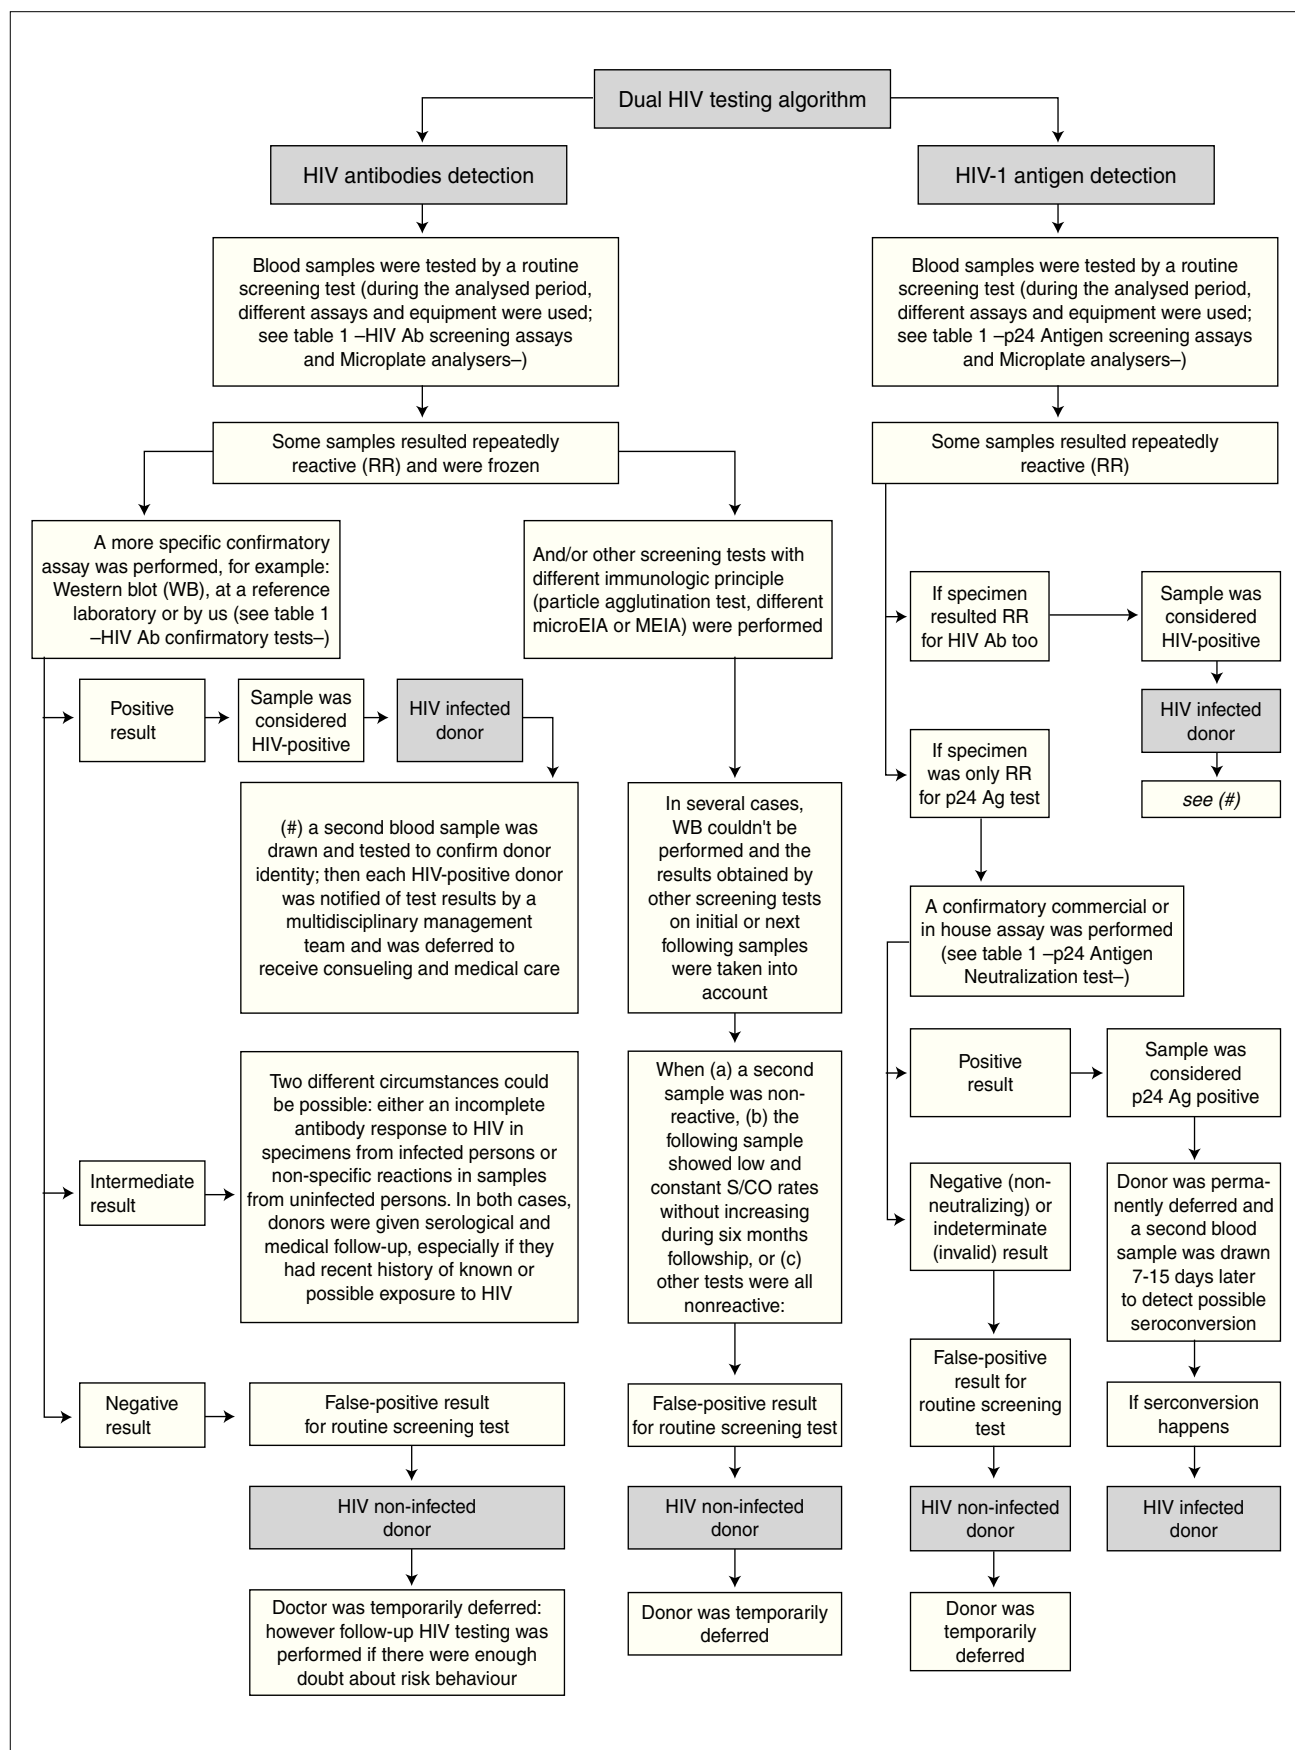 Dual HIV testing algorithm
HIV antibodies detection
Blood samples were tested by a routine
screening test (during the analysed period,
different assays and equipment were used;
see table 1 –HIV Ab screening assays
and Microplate analysers–)
Some samples resulted repeatedly
reactive (RR) and were frozen
A more specific confirmatory
assay was performed, for example:
Western blot (WB), at a reference
laboratory or by us (see table 1
–HIV Ab confirmatory tests–)
Positive
result
Sample was
considered
HIV-positive
HIV infected
donor
(#) a second blood sample was
drawn and tested to confirm donor
identity; then each HIV-positive donor
was notified of test results by a
multidisciplinary management
team and was deferred to
receive consueling and medical care
Intermediate
result
Two different circumstances could
be possible: either an incomplete
antibody response to HIV in
specimens from infected persons or
non-specific reactions in samples
from uninfected persons. In both cases,
donors were given serological and
medical follow-up, especially if they
had recent history of known or
possible exposure to HIV
Negative
result
False-positive result
for routine screening test
HIV non-infected
donor
Doctor was temporarily deferred:
however follow-up HIV testing was
performed if there were enough
doubt about risk behaviour
And/or other screening tests with
different immunologic principle
(particle agglutination test, different
microEIA or MEIA) were performed
In several cases,
WB couldn't be
performed and the
results obtained by
other screening tests
on initial or next
following samples
were taken into
account
When (a) a second
sample was non-
reactive, (b) the
following sample
showed low and
constant S/CO rates
without increasing
during six months
followship, or (c)
other tests were all
nonreactive:
False-positive result
for routine screening test
HIV non-infected
donor
Donor was temporarily
deferred
HIV-1 antigen detection
Blood samples were tested by a routine
screening test (during the analysed period,
different assays and equipment were used;
see table 1 –p24 Antigen screening assays
and Microplate analysers–)
Some samples resulted repeatedly
reactive (RR)
If specimen
resulted RR
for HIV Ab too
Sample was
considered
HIV-positive
HIV infected
donor
see (#)
If specimen
was only RR
for p24 Ag test
A confirmatory commercial or
in house assay was performed
(see table 1 –p24 Antigen
Neutralization test–)
Positive
result
Sample was
considered
p24 Ag positive
Donor was perma-
nently deferred and
a second blood
sample was drawn
7-15 days later
to detect possible
seroconversion
If serconversion
happens
HIV infected
donor
Negative (non-
neutralizing) or
indeterminate
(invalid) result
False-positive
result for
routine screening
test
HIV non-infected
donor
Donor was
temporarily
deferred